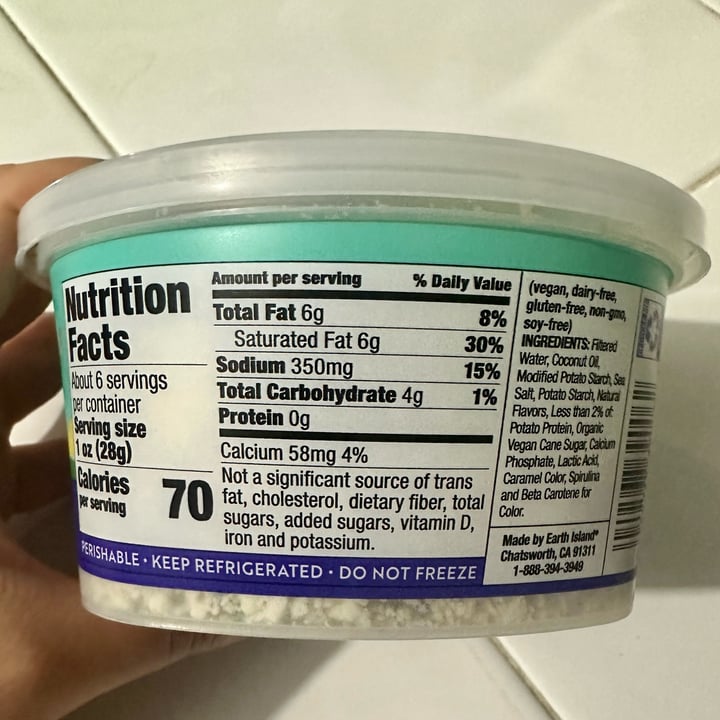 Nutrition
Facts
About 6 servings
per container
Serving size
1 oz (28g)
Calories
per serving
70
Amount per serving % Daily Value
Total Fat 6g 8%
Saturated Fat 6g 30%
Sodium 350mg 15%
Total Carbohydrate 4g 1%
Protein 0g
Calcium 58mg 4%
Not a significant source of trans
fat, cholesterol, dietary fiber, total
sugars, added sugars, vitamin D,
iron and potassium.
(vegan, dairy-free,
gluten-free, non-gmo,
soy-free)
INGREDIENTS: Filtered
Water, Coconut Oil,
Modified Potato Starch, Sea
Salt, Potato Starch, Natural
Flavors, Less than 2% of:
Potato Protein, Organic
Vegan Cane Sugar, Calcium
Phosphate, Lactic Acid,
Caramel Color, Spirulina
and Beta Carotene for
Color.
Made by Earth Island®
Chatsworth, CA 91311
1-888-394-3949
PERISHABLE · KEEP REFRIGERATED · DO NOT FREEZE